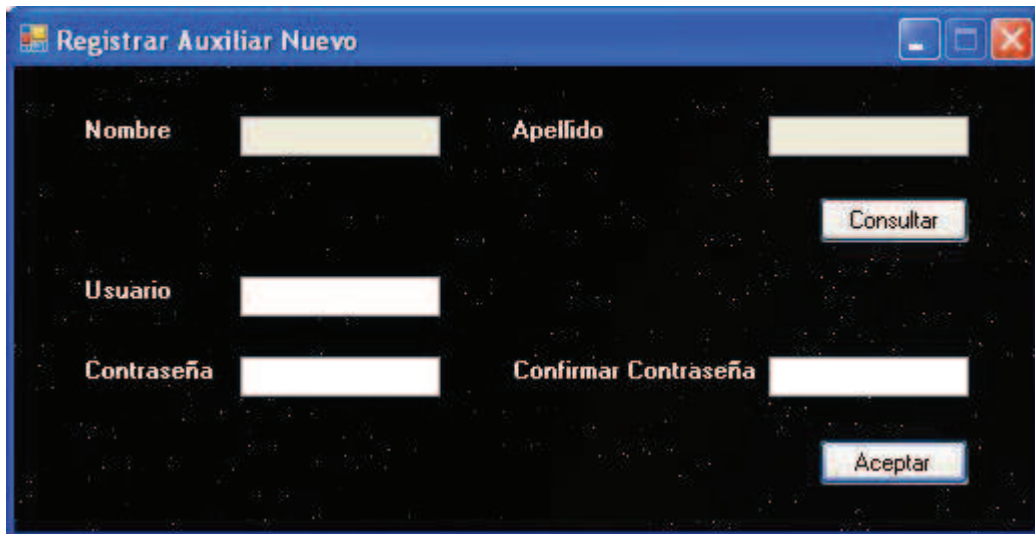 Registrar Auxiliar Nuevo
Nombre Apellido
Consultar
Usuario
Contraseña Confirmar Contraseña
Aceptar